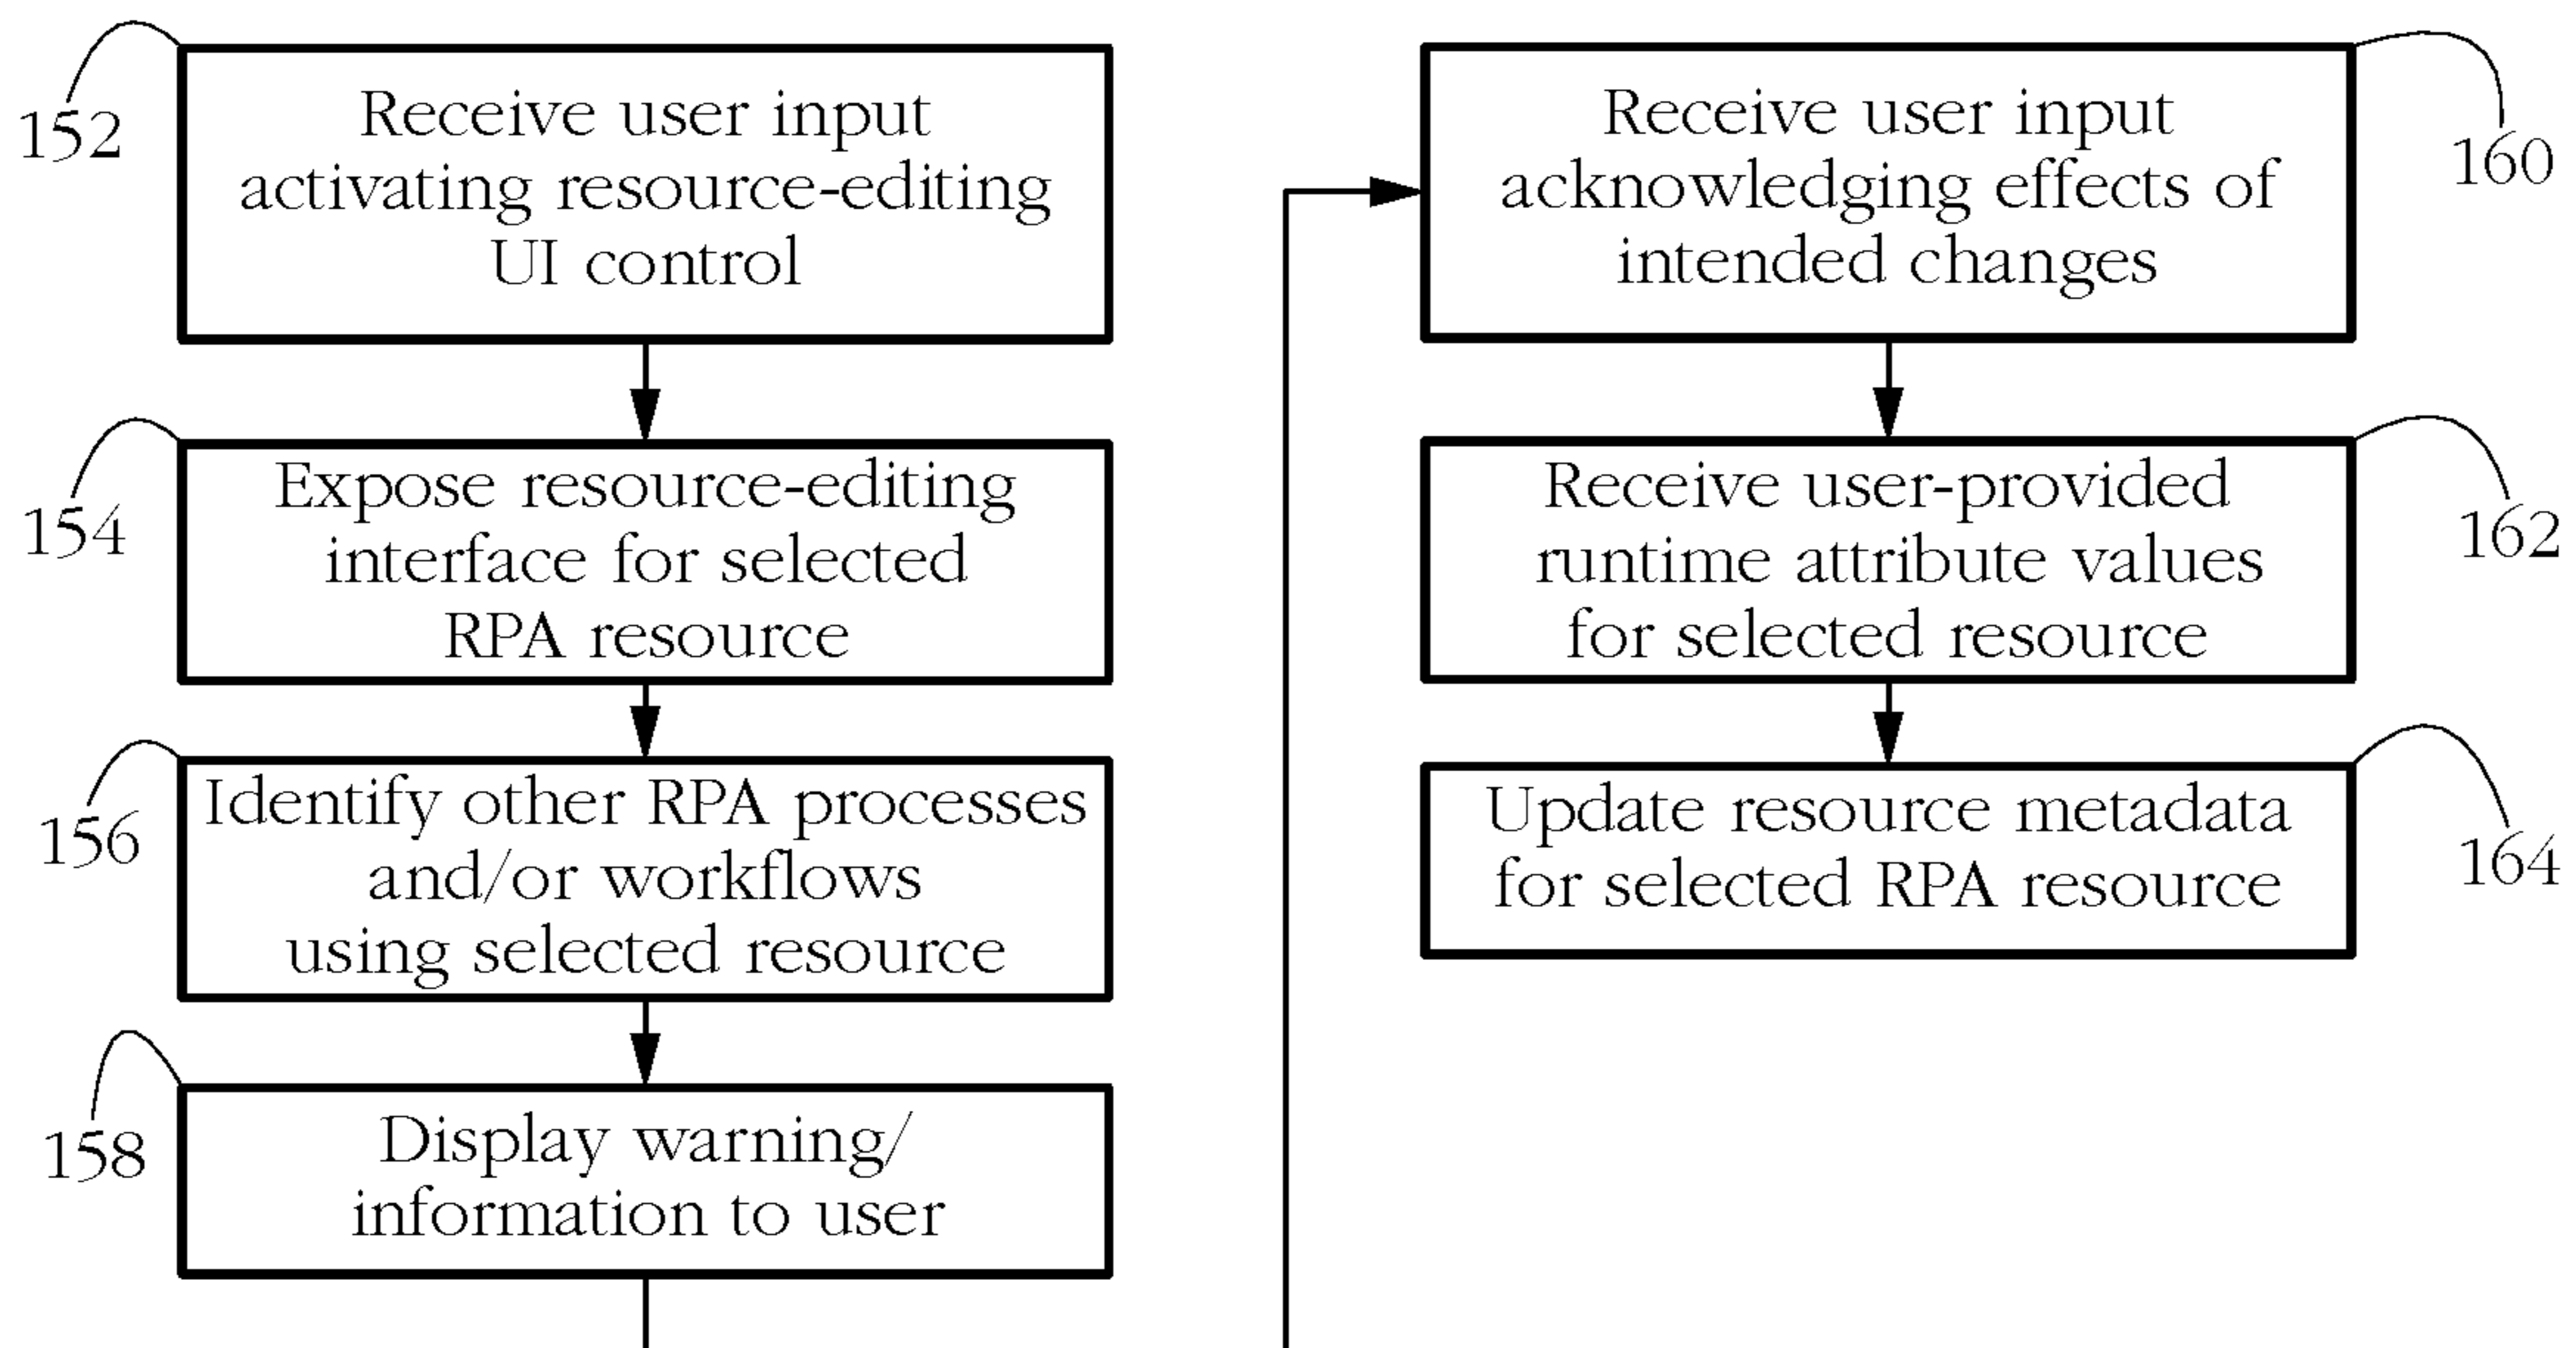 152
Receive user input
activating resource-editing
UI control
154
Expose resource-editing
interface for selected
RPA resource
156
Identify other RPA processes
and/or workflows
using selected resource
158
Display warning/
information to user
160
Receive user input
acknowledging effects of
intended changes
162
Receive user-provided
runtime attribute values
for selected resource
164
Update resource metadata
for selected RPA resource